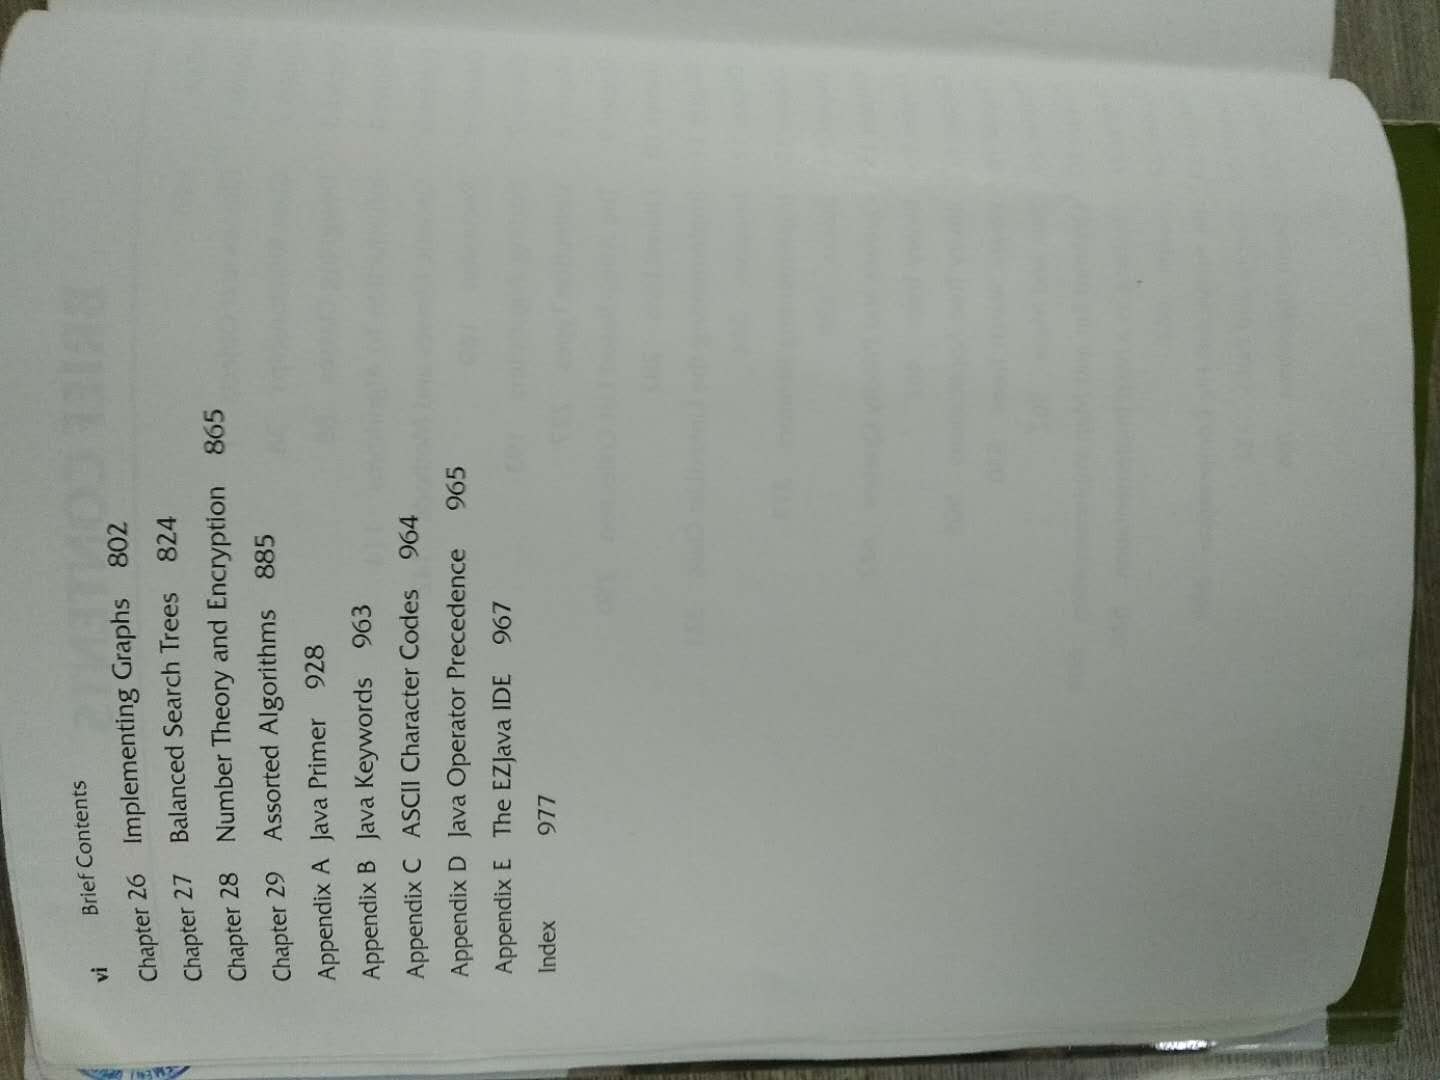 vi Brief Contents
Chapter 26 Implementing Graphs 802
Chapter 27 Balanced Search Trees 824
Chapter 28 Number Theory and Encryption 865
Chapter 29 Assorted Algorithms 885
Appendix A Java Primer 928
Appendix B Java Keywords 963
Appendix C ASCII Character Codes 964
Appendix D Java Operator Precedence 965
Appendix E The EZJava IDE 967
Index 977